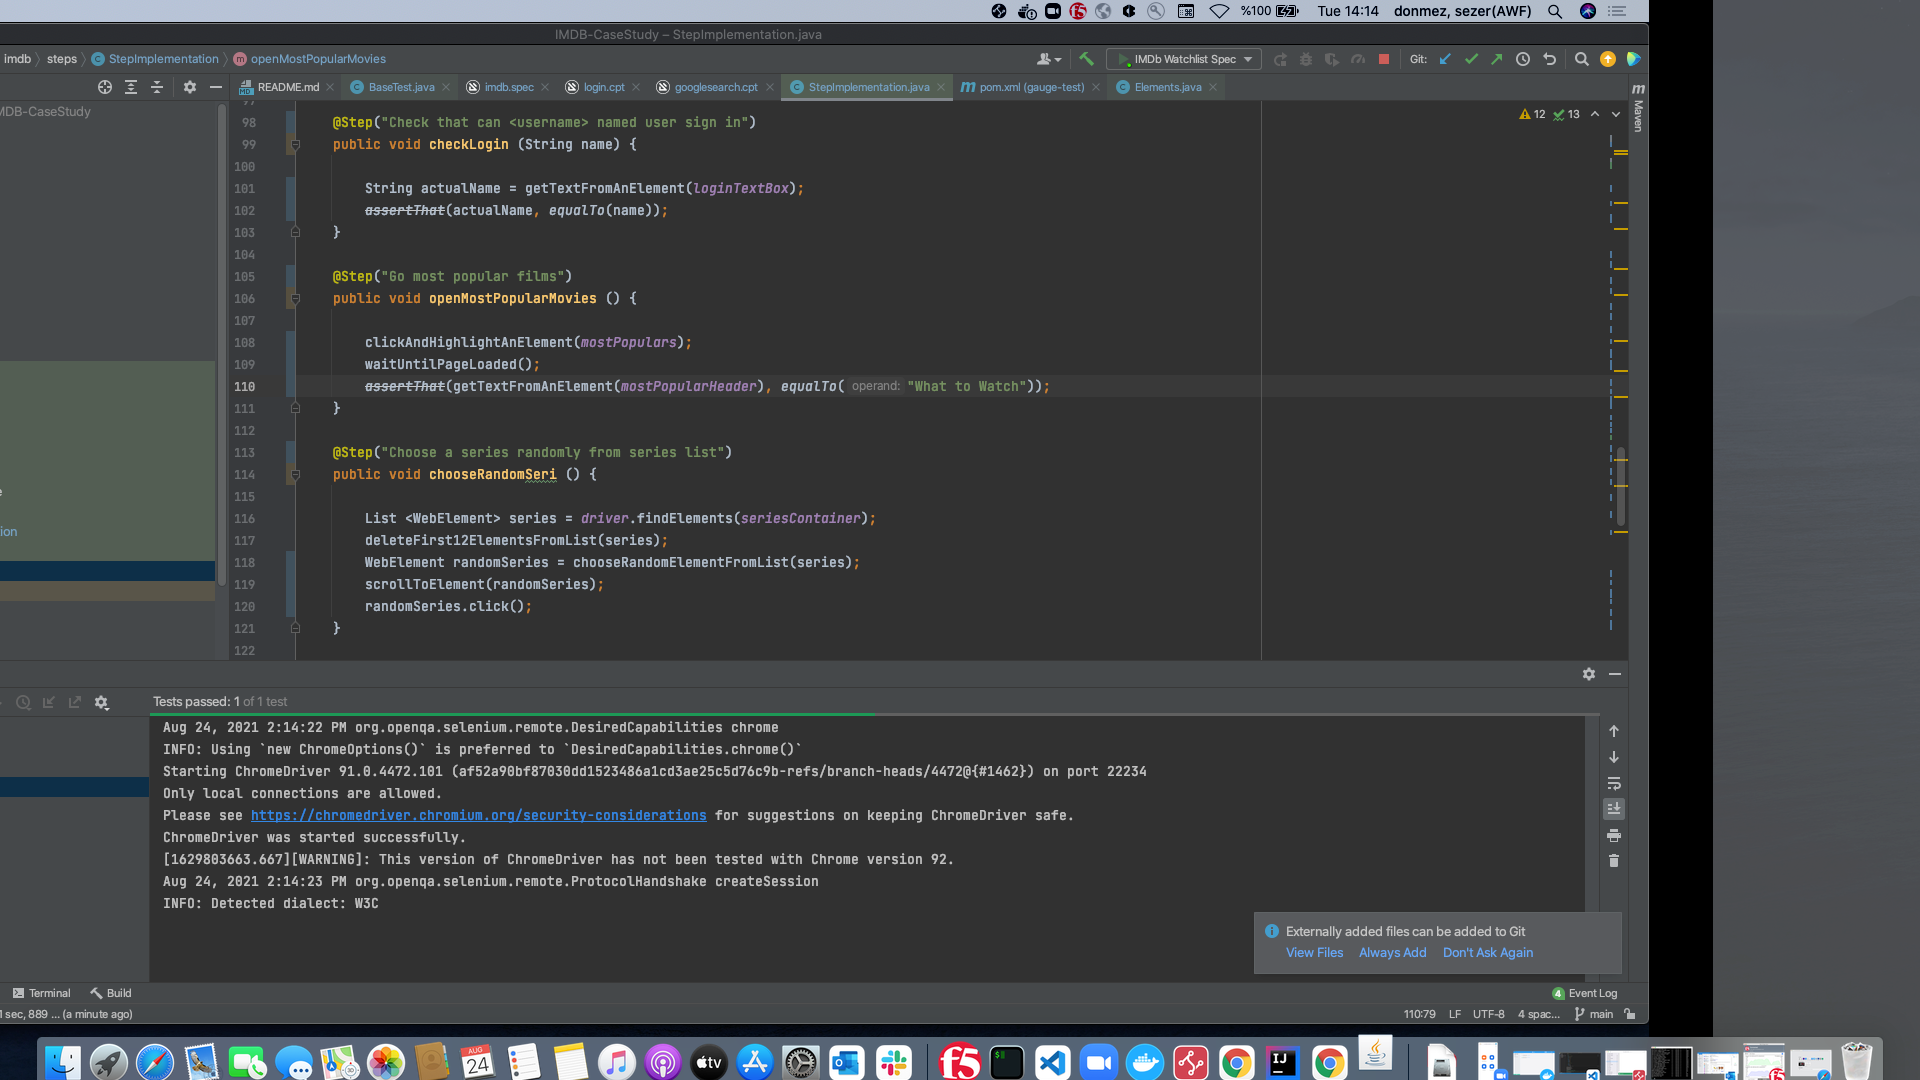 %100
Tue 14:14
donmez, sezer(AWF)
IMDB-CaseStudy – StepImplementation.java
imdb
steps
StepImplementation
openMostPopularMovies
IMDb Watchlist Spec
Git:
README.md
BaseTest.java
imdb.spec
login.cpt
googlesearch.cpt
StepImplementation.java
pom.xml (gauge-test)
Elements.java
Maven
MDB-CaseStudy
12
13
97
98 @Step("Check that can <username> named user sign in")
99 public void checkLogin (String name) {
100
101 String actualName = getTextFromAnElement(loginTextBox);
102 assertThat(actualName, equalTo(name));
103 }
104
105 @Step("Go most popular films")
106 public void openMostPopularMovies () {
107
108 clickAndHighlightAnElement(mostPopulars);
109 waitUntilPageLoaded();
110 assertThat(getTextFromAnElement(mostPopularHeader), equalTo( operand: "What to Watch"));
111 }
112
113 @Step("Choose a series randomly from series list")
114 public void chooseRandomSeri () {
115
116 List <WebElement> series = driver.findElements(seriesContainer);
117 deleteFirst12ElementsFromList(series);
118 WebElement randomSeries = chooseRandomElementFromList(series);
119 scrollToElement(randomSeries);
120 randomSeries.click();
121 }
122
e
ion
Tests passed: 1 of 1 test
Aug 24, 2021 2:14:22 PM org.openqa.selenium.remote.DesiredCapabilities chrome
INFO: Using `new ChromeOptions()` is preferred to `DesiredCapabilities.chrome()`
Starting ChromeDriver 91.0.4472.101 (af52a90bf87030dd1523486a1cd3ae25c5d76c9b-refs/branch-heads/4472@{#1462}) on port 22234
Only local connections are allowed.
Please see https://chromedriver.chromium.org/security-considerations for suggestions on keeping ChromeDriver safe.
ChromeDriver was started successfully.
[1629803663.667][WARNING]: This version of ChromeDriver has not been tested with Chrome version 92.
Aug 24, 2021 2:14:23 PM org.openqa.selenium.remote.ProtocolHandshake createSession
INFO: Detected dialect: W3C
Externally added files can be added to Git
View Files
Always Add
Don't Ask Again
Terminal
Build
4 Event Log
1 sec, 889 ... (a minute ago)
110:79
LF
UTF-8
4 spac...
main
AUG
24
tv
f5
$
IJ